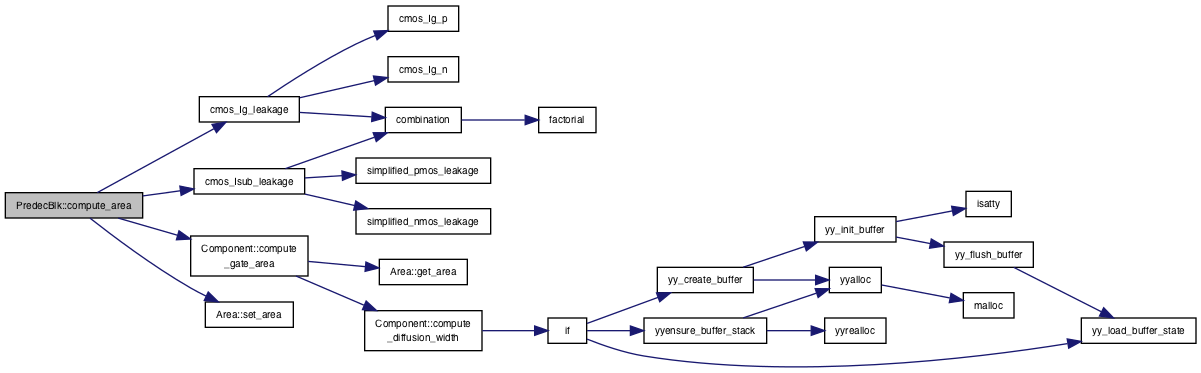 cmos_Ig_p
cmos_Ig_n
cmos_Ig_leakage
combination
factorial
simplified_pmos_leakage
cmos_Isub_leakage
PredecBlk::compute_area
isatty
simplified_nmos_leakage
yy_init_buffer
Component::compute
_gate_area
yy_flush_buffer
Area::get_area
yy_create_buffer
yyalloc
malloc
Area::set_area
Component::compute
_diffusion_width
if
yyensure_buffer_stack
yyrealloc
yy_load_buffer_state